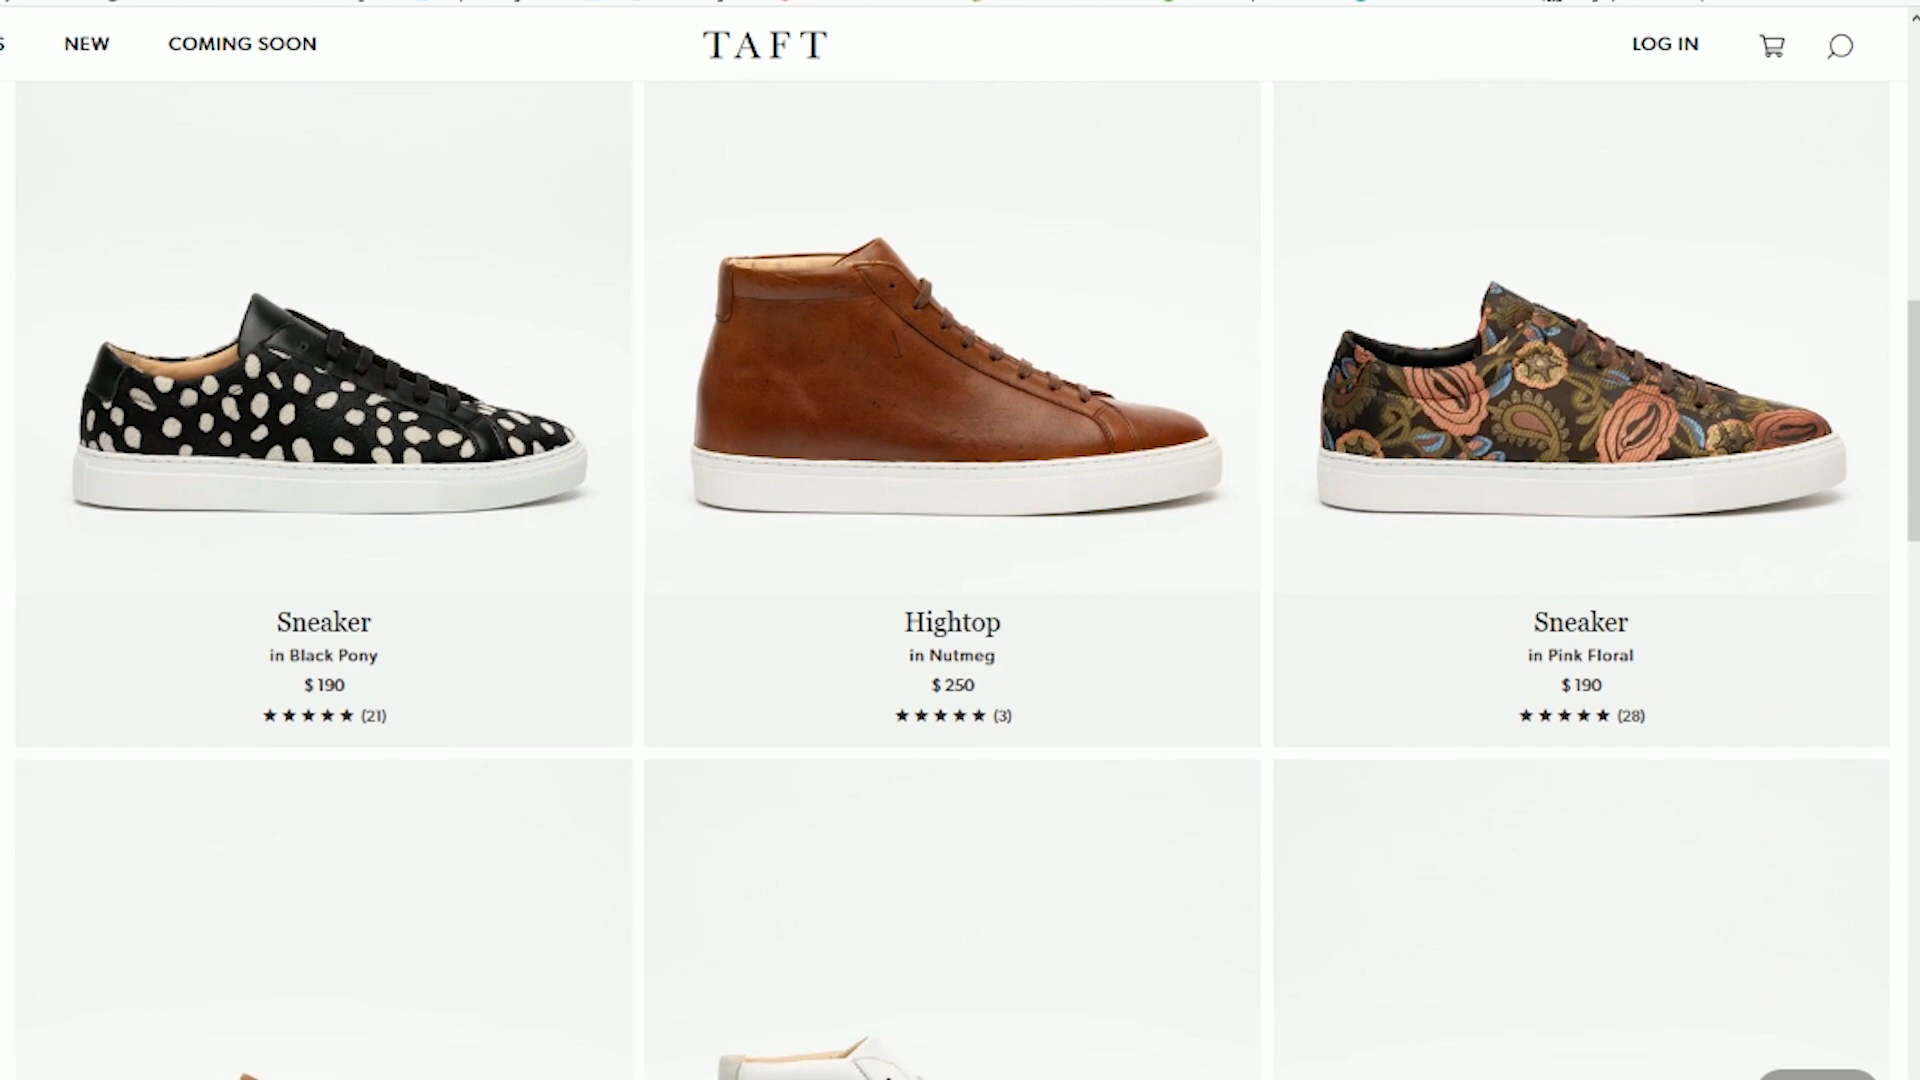 NEW
COMING SOON
TAFT
LOG IN
Sneaker
in Black Pony
$ 190
★★★★★ (21)
Hightop
in Nutmeg
$ 250
★★★★★ (3)
Sneaker
in Pink Floral
$ 190
★★★★★ (28)